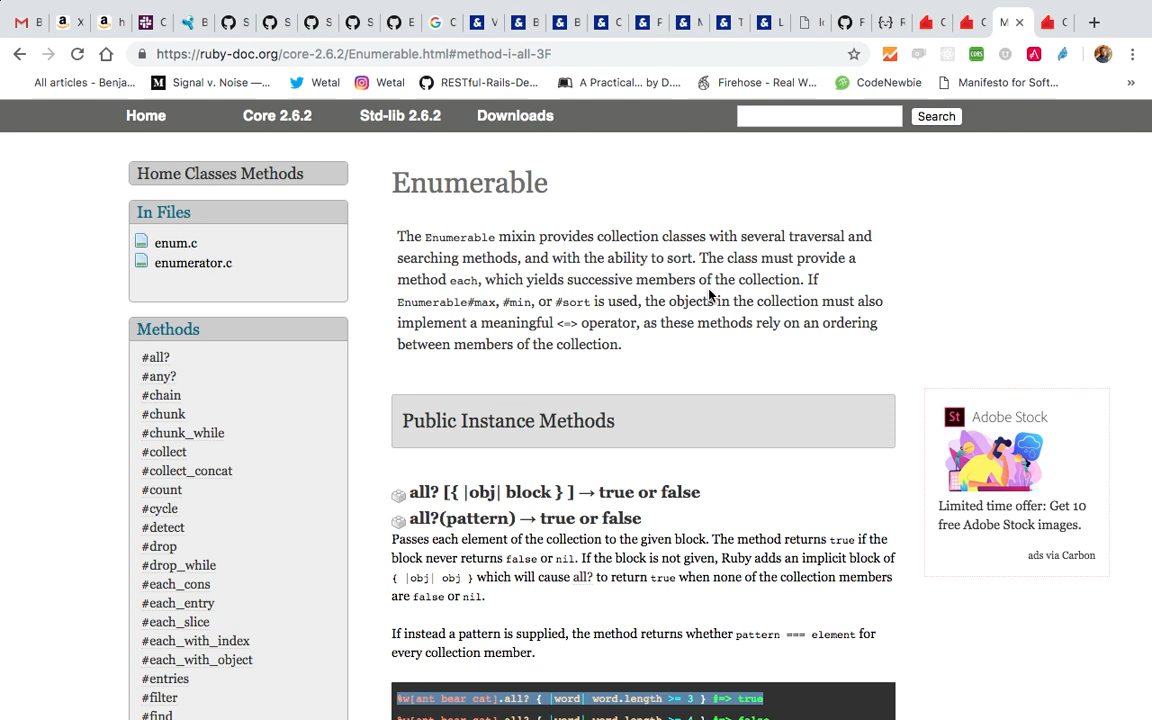 M B
a X
a h
C
B
S
S
S
S
E
G C
& V
& B
& B
& C
& F
& M
& T
& L
Ic
F
{-} F
C
C
M ×
C
+
https://ruby-doc.org/core-2.6.2/Enumerable.html#method-i-all-3F
CORS
All articles - Benja...
Signal v. Noise —...
Wetal
Wetal
RESTful-Rails-De...
A Practical... by D....
Firehose - Real W...
CodeNewbie
Manifesto for Soft...
»
Home
Core 2.6.2
Std-lib 2.6.2
Downloads
Search
Home Classes Methods
In Files
enum.c
enumerator.c
Methods
#all?
#any?
#chain
#chunk
#chunk_while
#collect
#collect_concat
#count
#cycle
#detect
#drop
#drop_while
#each_cons
#each_entry
#each_slice
#each_with_index
#each_with_object
#entries
#filter
#find
Enumerable
The Enumerable mixin provides collection classes with several traversal and
searching methods, and with the ability to sort. The class must provide a
method each, which yields successive members of the collection. If
Enumerable#max, #min, or #sort is used, the objects in the collection must also
implement a meaningful <=> operator, as these methods rely on an ordering
between members of the collection.
Public Instance Methods
all? [{ |obj| block } ] → true or false
all?(pattern) → true or false
Passes each element of the collection to the given block. The method returns true if the
block never returns false or nil. If the block is not given, Ruby adds an implicit block of
{ |obj| obj } which will cause all? to return true when none of the collection members
are false or nil.
If instead a pattern is supplied, the method returns whether pattern === element for
every collection member.
%w[ant bear cat].all? { |word| word.length >= 3 } #=> true
%w[ant bear cat].all? { |word| word.length >= 4 } #=> false
St Adobe Stock
Limited time offer: Get 10
free Adobe Stock images.
ads via Carbon